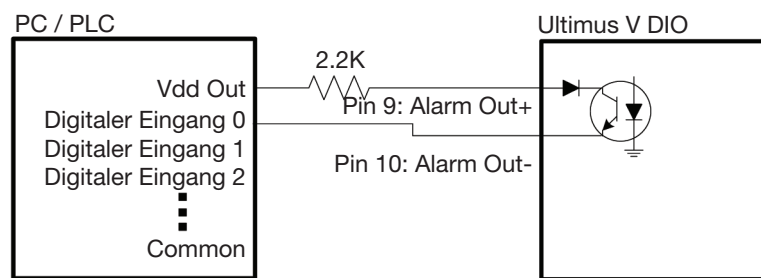 PC / PLC
Ultimus V DIO
2.2K
Vdd Out
Pin 9: Alarm Out+
Digitaler Eingang 0
Digitaler Eingang 1
Pin 10: Alarm Out-
Digitaler Eingang 2
Common